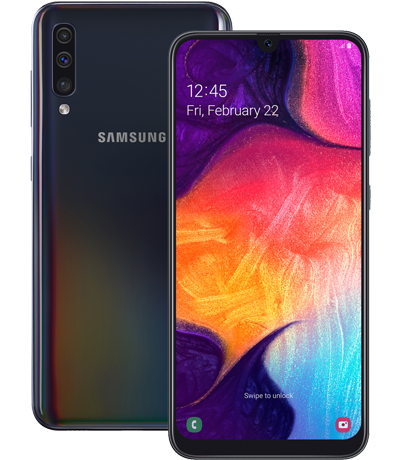 SAMSUNG
12:45
Fri, February 22
Swipe to unlock